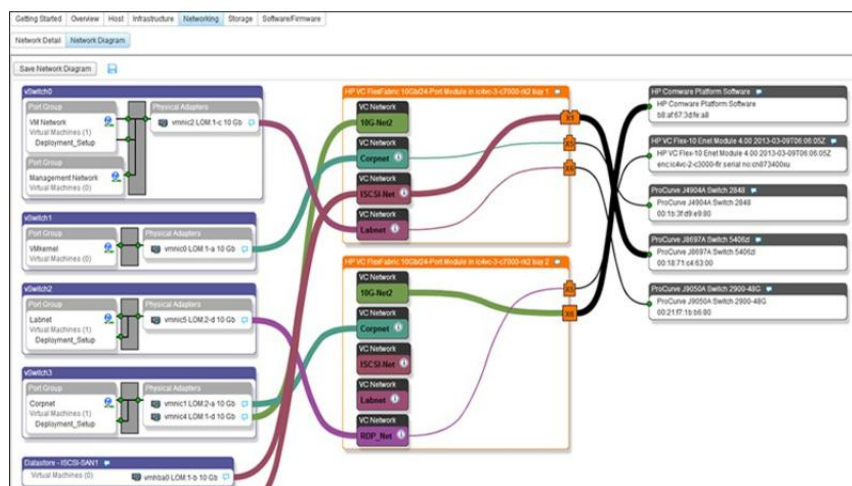 Getting Started Overview Host Infrastructure Networking Storage Software/Firmware
Network Detail Network Diagram
Save Network Diagram
vSwitch0
Port Group
VM Network
Virtual Machines (1)
Deployment_Setup
Port Group
Management Network
Virtual Machines (0)
Physical Adapters
vmnic2 LOM:1-c 10 Gb
vSwitch1
Port Group
VMkernel
Virtual Machines (0)
Physical Adapters
vmnic0 LOM:1-a 10 Gb
vSwitch2
Port Group
Labnet
Virtual Machines (1)
Deployment_Setup
Physical Adapters
vmnic5 LOM:2-d 10 Gb
vSwitch3
Port Group
Corpnet
Virtual Machines (1)
Deployment_Setup
Physical Adapters
vmnic1 LOM:2-a 10 Gb
vmnic4 LOM:1-d 10 Gb
Datastore - ISCSI-SAN1
Virtual Machines (0)
vmhba0 LOM:1-b 10 Gb
HP VC FlexFabric 10Gb/24-Port Module in ic4vc-3-c7000-rk2 bay 1
VC Network
10G-Net2
VC Network
Corpnet
VC Network
ISCSI-Net
VC Network
Labnet
X1
X5
X6
HP VC FlexFabric 10Gb/24-Port Module in ic4vc-3-c7000-rk2 bay 2
VC Network
10G-Net2
VC Network
Corpnet
VC Network
ISCSI-Net
VC Network
Labnet
VC Network
RDP_Net
X5
X6
HP Comware Platform Software
HP Comware Platform Software
b8:af:67:3d:fe:a8
HP VC Flex-10 Enet Module 4.00 2013-03-09T06:06:05Z
HP VC Flex-10 Enet Module 4.00 2013-03-09T06:06:05Z
ProCurve J4904A Switch 2848
ProCurve J4904A Switch 2848
00:1b:3f:d9:e9:80
ProCurve J8697A Switch 5406zl
ProCurve J8697A Switch 5406zl
00:18:71:c4:63:00
ProCurve J9050A Switch 2900-48G
ProCurve J9050A Switch 2900-48G
00:21:f7:1b:b6:80